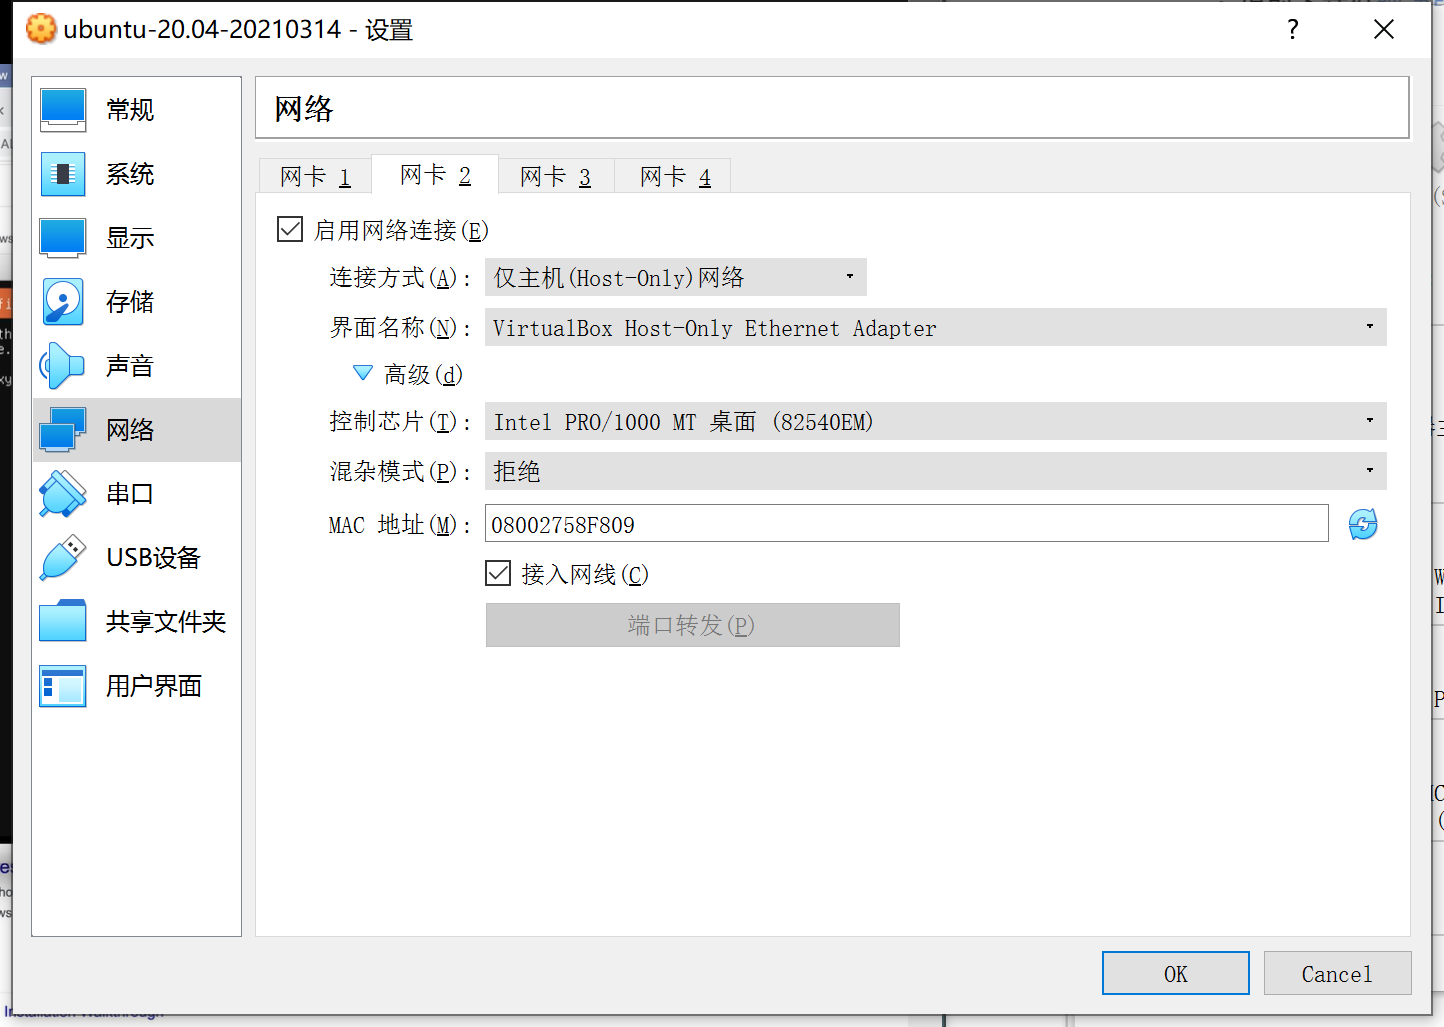 ubuntu-20.04-20210314 - 设置
?
常规
系统
显示
存储
声音
网络
串口
USB设备
共享文件夹
用户界面
网络
网卡 1
网卡 2
网卡 3
网卡 4
启用网络连接(E)
连接方式(A): 仅主机(Host-Only)网络
界面名称(N): VirtualBox Host-Only Ethernet Adapter
高级(d)
控制芯片(T): Intel PRO/1000 MT 桌面 (82540EM)
混杂模式(P): 拒绝
MAC 地址(M): 08002758F809
接入网线(C)
端口转发(P)
OK
Cancel